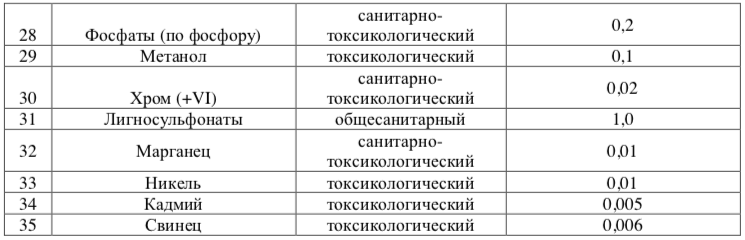 28 Фосфаты (по фосфору) санитарно-
токсикологический 0,2
29 Метанол токсикологический 0,1
30 Хром (+VI) санитарно-
токсикологический 0,02
31 Лигносульфонаты общесанитарный 1,0
32 Марганец санитарно-
токсикологический 0,01
33 Никель токсикологический 0,01
34 Кадмий токсикологический 0,005
35 Свинец токсикологический 0,006